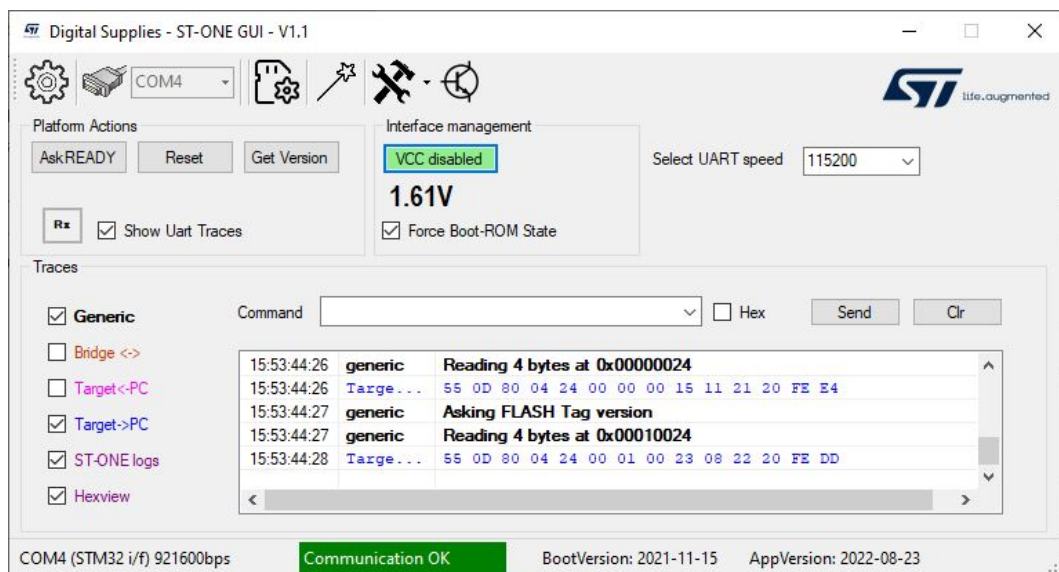 Digital Supplies - ST-ONE GUI - V1.1
COM4
ST life.augmented
Platform Actions
AskREADY Reset Get Version
Rx Show Uart Traces
Interface management
VCC disabled
1.61V
Force Boot-ROM State
Select UART speed 115200
Traces
Generic
Bridge <->
Target<-PC
Target->PC
ST-ONE logs
Hexview
Command Hex Send Clr
15:53:44:26 generic Reading 4 bytes at 0x00000024
15:53:44:26 Targe... 55 0D 80 04 24 00 00 00 15 11 21 20 FE E4
15:53:44:27 generic Asking FLASH Tag version
15:53:44:27 generic Reading 4 bytes at 0x00010024
15:53:44:28 Targe... 55 0D 80 04 24 00 01 00 23 08 22 20 FE DD
COM4 (STM32 i/f) 921600bps Communication OK BootVersion: 2021-11-15 AppVersion: 2022-08-23